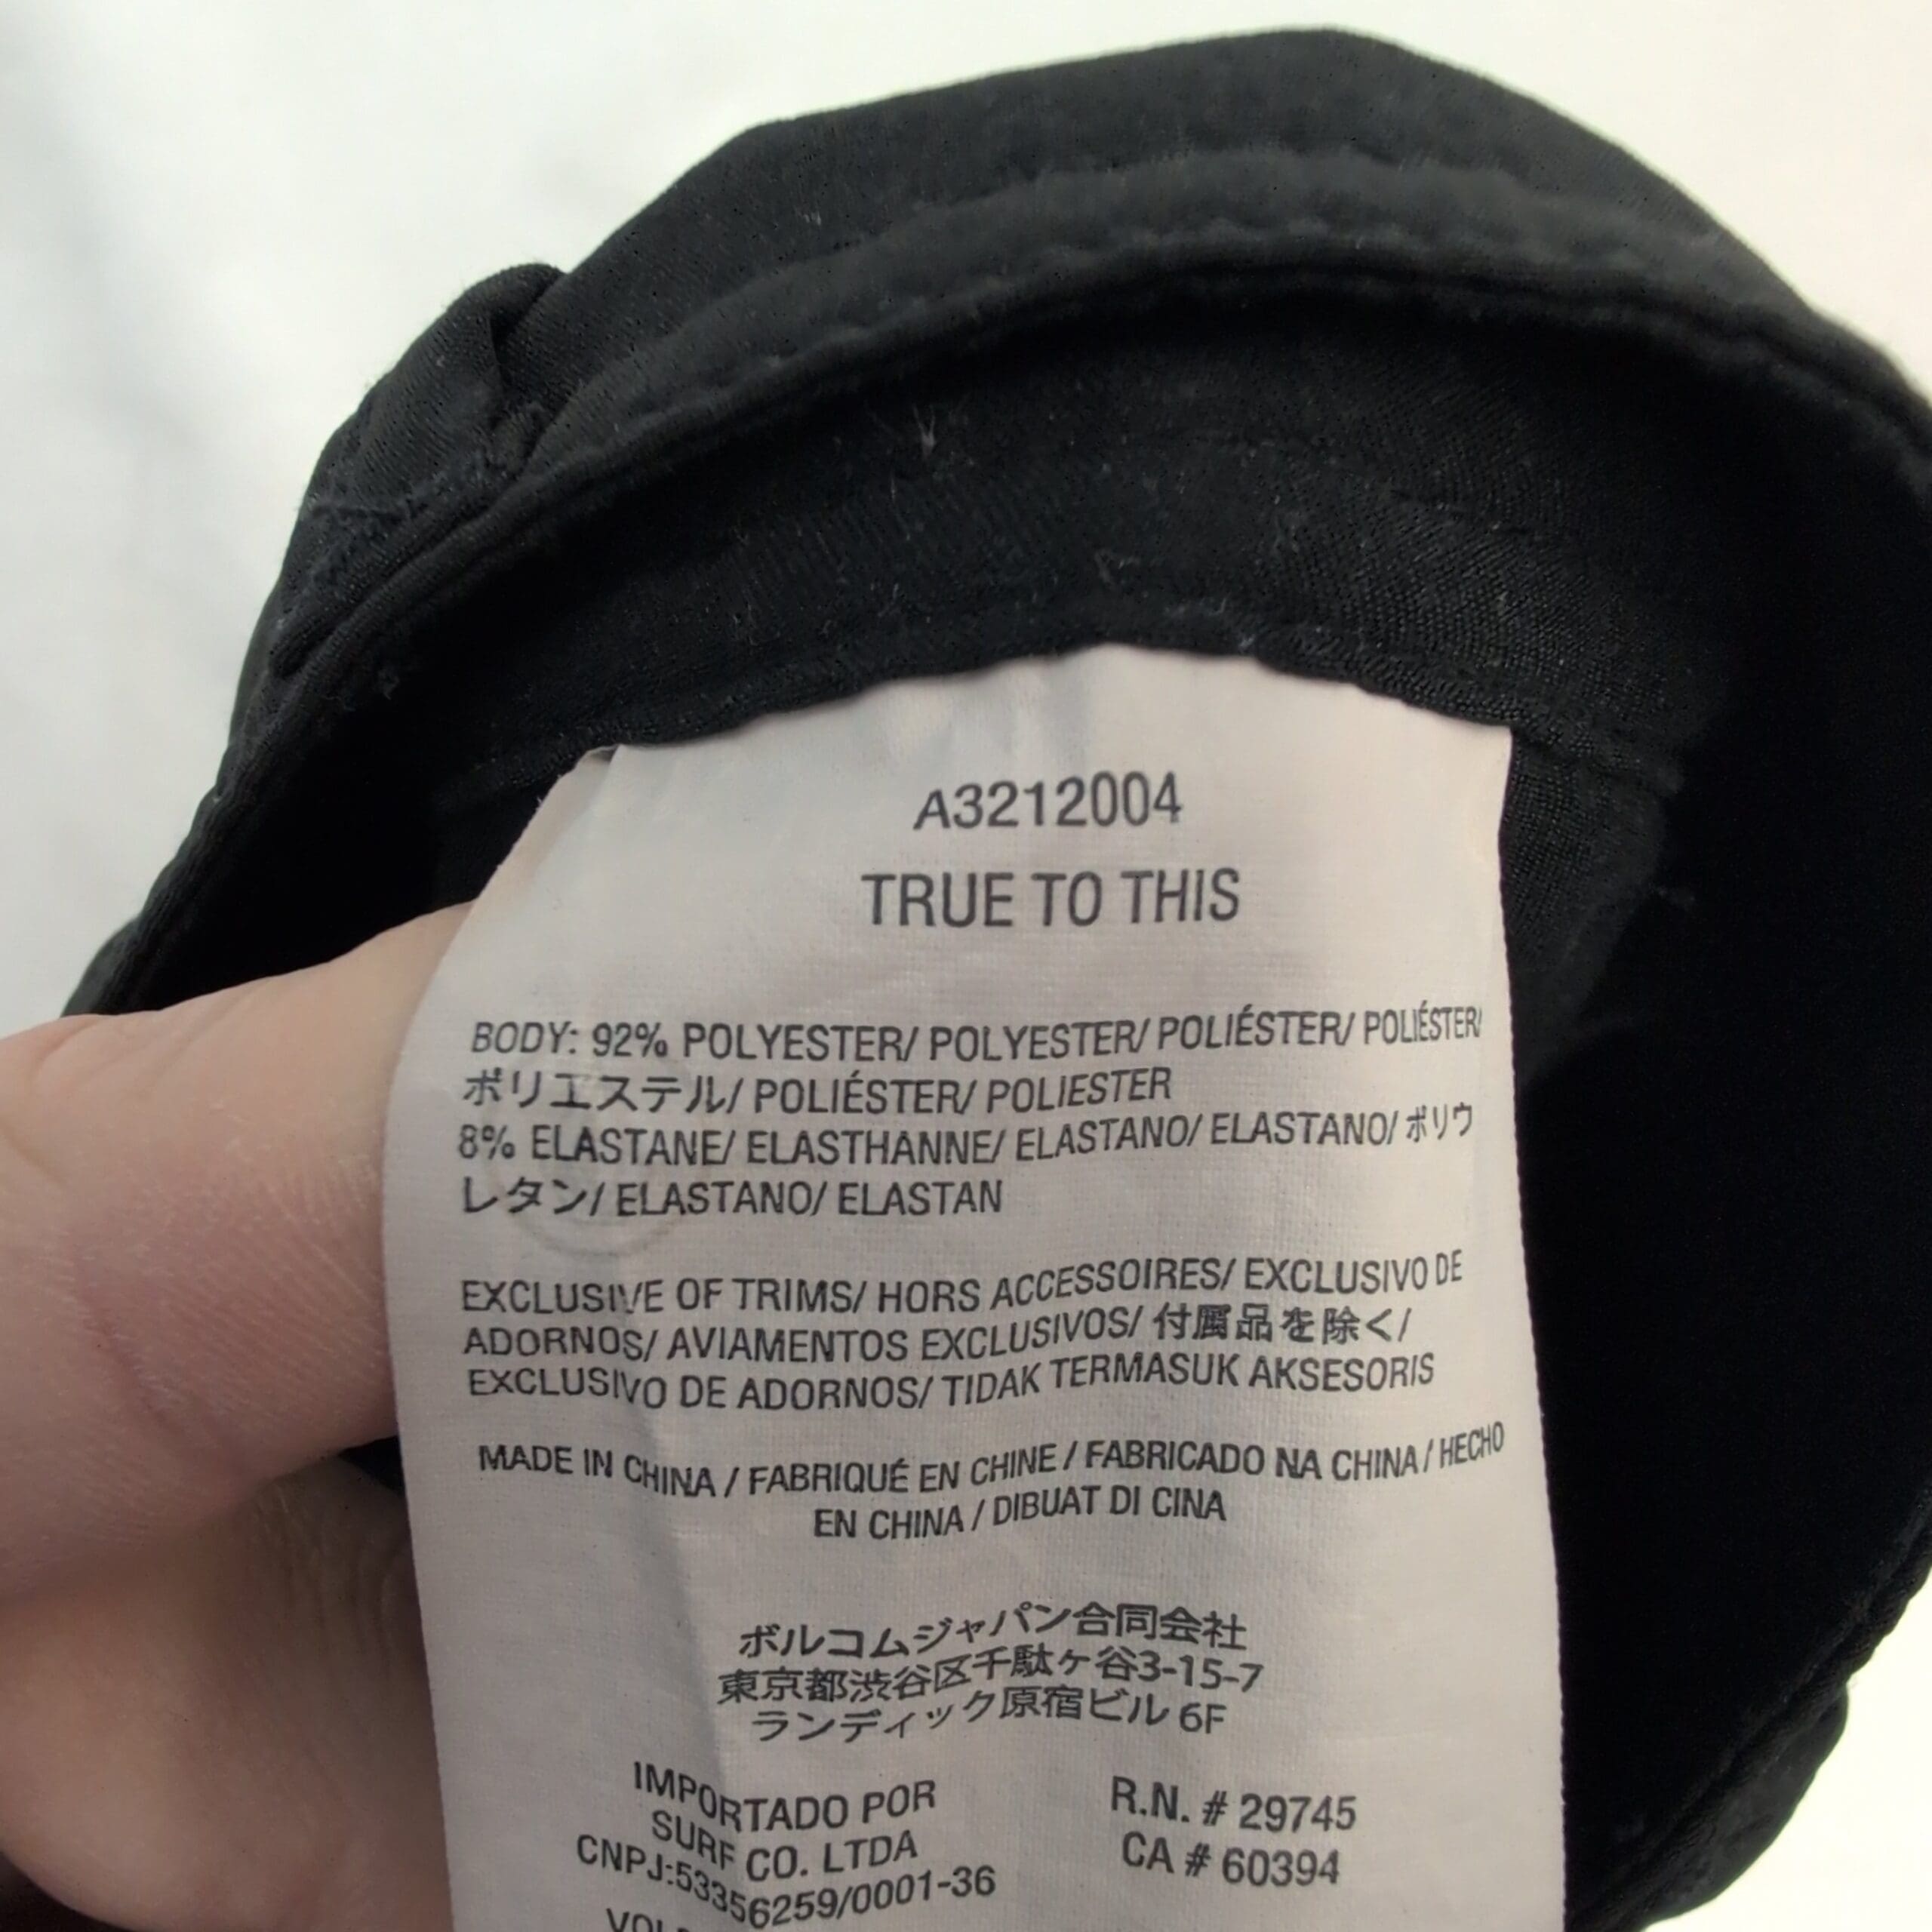 A3212004
TRUE TO THIS
BODY: 92% POLYESTER/ POLYESTER/ POLIÉSTER/ POLIÉSTER/
ポリエステル/ POLIÉSTER/ POLIESTER
8% ELASTANE/ ELASTHANNE/ ELASTANO/ ELASTANO/ ポリウ
レタン/ ELASTANO/ ELASTAN
EXCLUSIVE OF TRIMS/ HORS ACCESSOIRES/ EXCLUSIVO DE
ADORNOS/ AVIAMENTOS EXCLUSIVOS/ 付属品を除く/
EXCLUSIVO DE ADORNOS/ TIDAK TERMASUK AKSESORIS
MADE IN CHINA / FABRIQUÉ EN CHINE / FABRICADO NA CHINA / HECHO
EN CHINA / DIBUAT DI CINA
ボルコムジャパン合同会社
東京都渋谷区千駄ヶ谷3-15-7
ランディック原宿ビル 6F
IMPORTADO POR
SURF CO. LTDA
CNPJ:53356259/0001-36
R.N. # 29745
CA # 60394